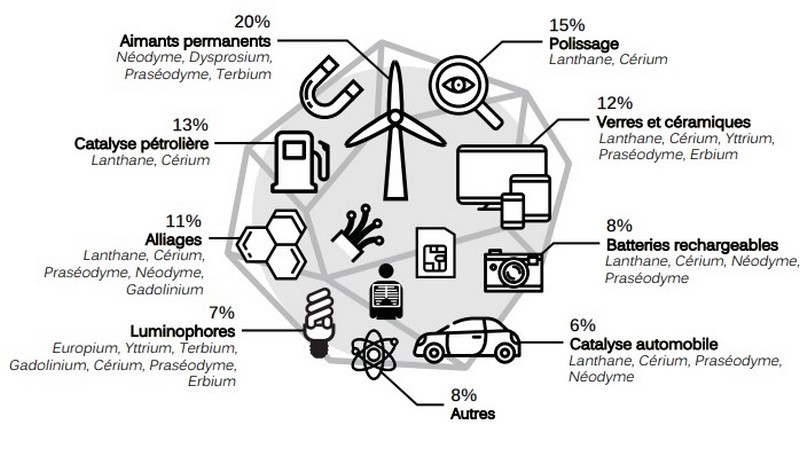 20%
Aimants permanents
Néodyme, Dysprosium,
Praséodyme, Terbium
15%
Polissage
Lanthane, Cérium
12%
Verres et céramiques
Lanthane, Cérium, Yttrium,
Praséodyme, Erbium
13%
Catalyse pétrolière
Lanthane, Cérium
11%
Alliages
Lanthane, Cérium,
Praséodyme, Néodyme,
Gadolinium
8%
Batteries rechargeables
Lanthane, Cérium, Néodyme,
Praséodyme
7%
Luminophores
Europium, Yttrium, Terbium,
Gadolinium, Cérium, Praséodyme,
Erbium
6%
Catalyse automobile
Lanthane, Cérium, Praséodyme,
Néodyme
8%
Autres